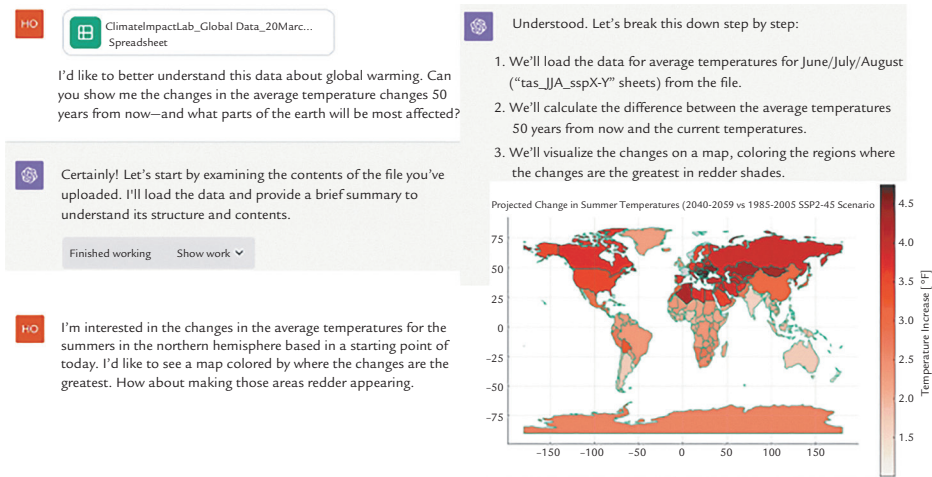 HO
ClimateImpactLab_Global Data_20Marc...
Spreadsheet
I'd like to better understand this data about global warming. Can
you show me the changes in the average temperature changes 50
years from now—and what parts of the earth will be most affected?
Certainly! Let's start by examining the contents of the file you've
uploaded. I'll load the data and provide a brief summary to
understand its structure and contents.
Finished working Show work
HO
I'm interested in the changes in the average temperatures for the
summers in the northern hemisphere based in a starting point of
today. I'd like to see a map colored by where the changes are the
greatest. How about making those areas redder appearing.
Understood. Let's break this down step by step:
1. We'll load the data for average temperatures for June/July/August
("tas_JJA_sspX-Y" sheets) from the file.
2. We'll calculate the difference between the average temperatures
50 years from now and the current temperatures.
3. We'll visualize the changes on a map, coloring the regions where
the changes are the greatest in redder shades.
Projected Change in Summer Temperatures (2040-2059 vs 1985-2005 SSP2-45 Scenario
75
50
25
0
−25
−50
−75
−150 −100 −50 0 50 100 150
4.5
4.0
3.5
3.0
2.5
2.0
1.5
Temperature Increase [°F]